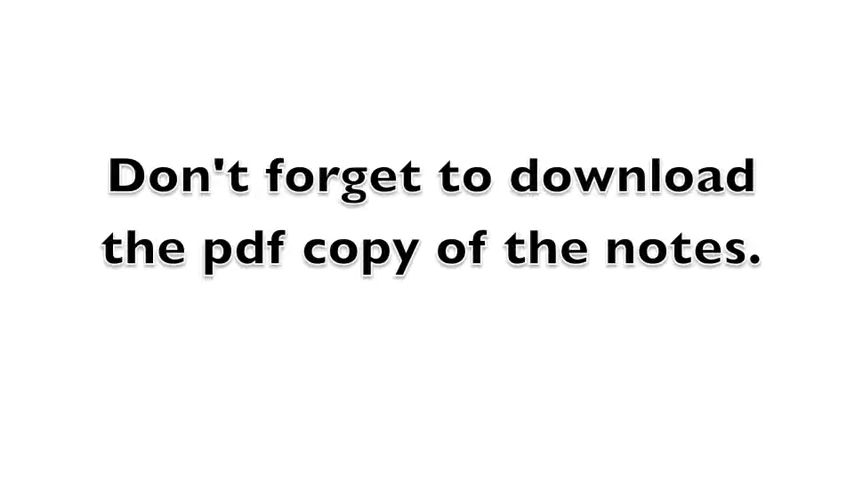 Don't forget to download
the pdf copy of the notes.